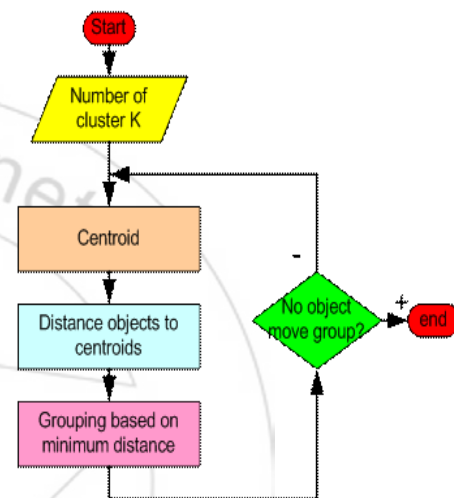 Start
Number of
cluster K
Centroid
Distance objects to
centroids
Grouping based on
minimum distance
-
No object
move group?
+
end